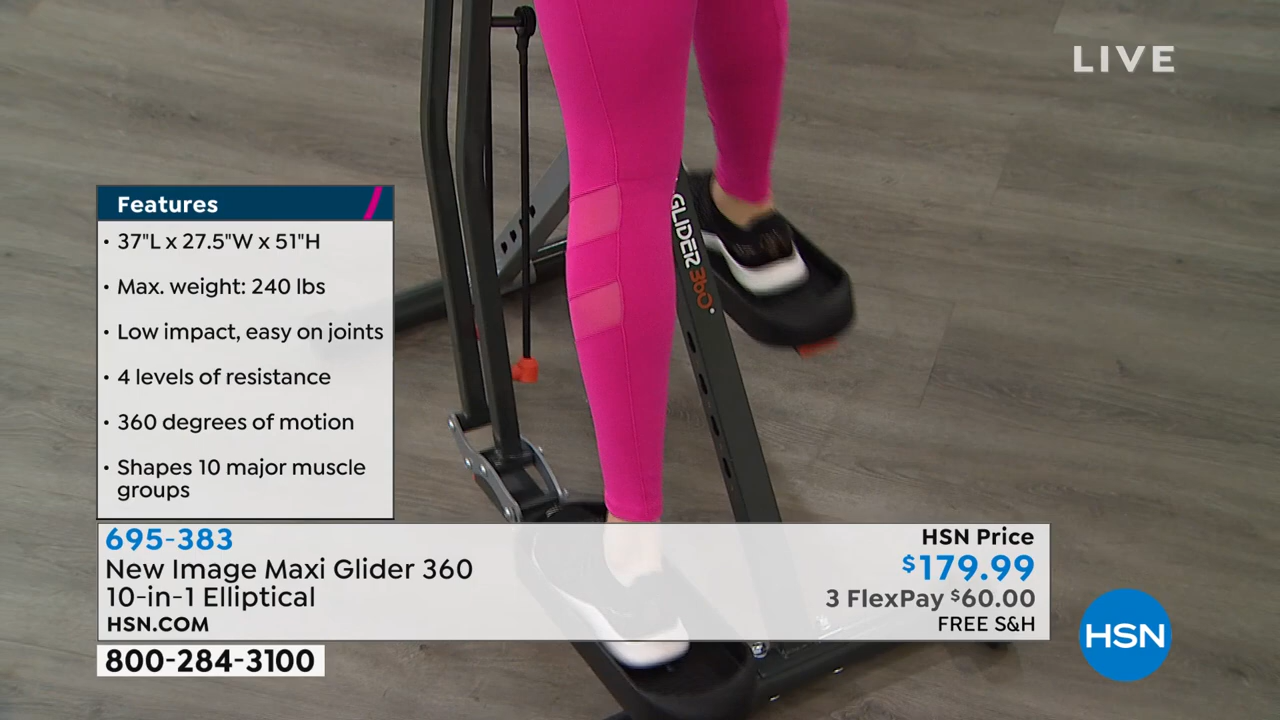 LIVE
Features
• 37"L x 27.5"W x 51"H
• Max. weight: 240 lbs
• Low impact, easy on joints
• 4 levels of resistance
• 360 degrees of motion
• Shapes 10 major muscle
groups
GLIDER 360°
695-383
New Image Maxi Glider 360
10-in-1 Elliptical
HSN.COM
HSN Price
$179.99
3 FlexPay $60.00
FREE S&H
800-284-3100
HSN